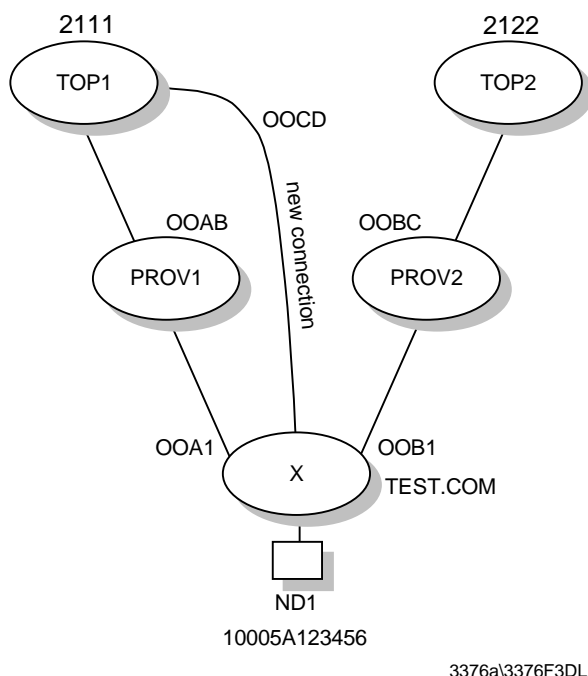 2111
2122
TOP1
TOP2
OOCD
new connection
OOAB
OOBC
PROV1
PROV2
OOA1
OOB1
X
TEST.COM
ND1
10005A123456
3376a\3376F3DL